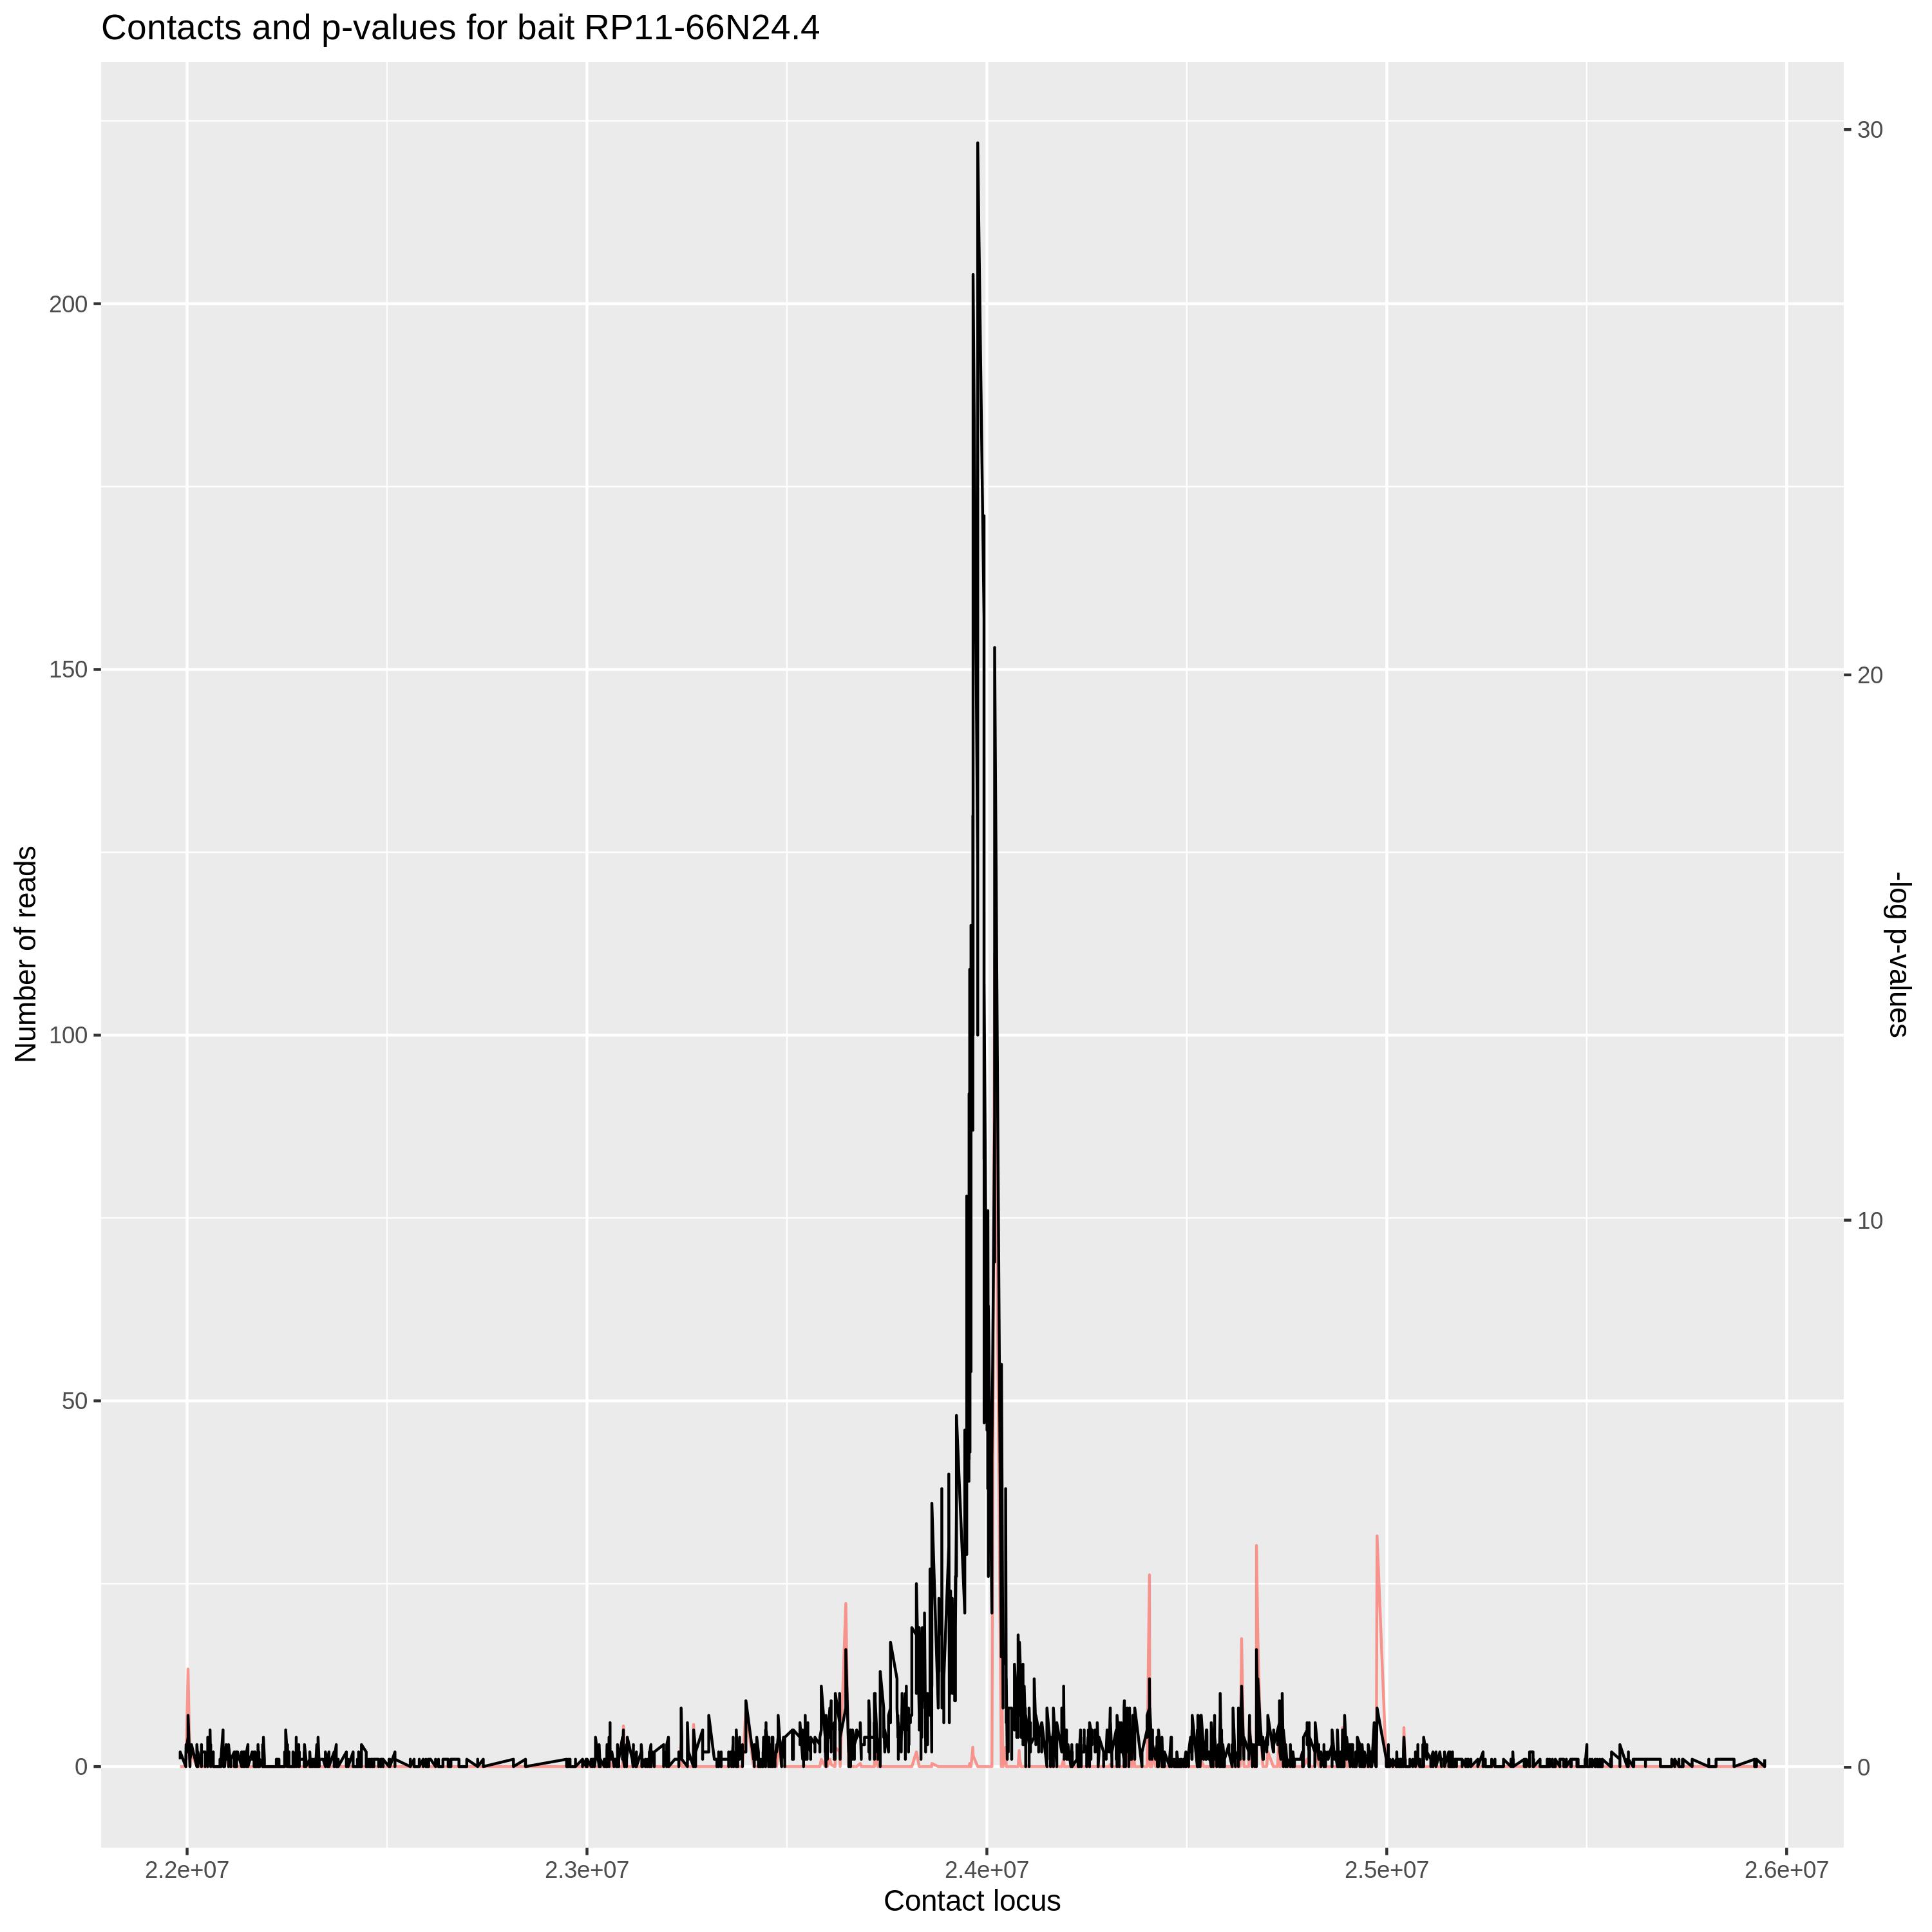 Contacts and p-values for bait RP11-66N24.4
Number of reads
200
150
100
50
0
30
20
10
0
-log p-values
2.2e+07
2.3e+07
2.4e+07
2.5e+07
2.6e+07
Contact locus